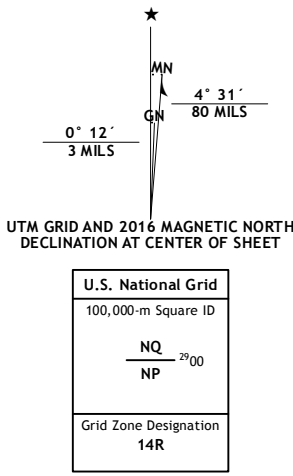 ★
MN
4° 31´
80 MILS
GN
0° 12´
3 MILS
UTM GRID AND 2016 MAGNETIC NORTH
DECLINATION AT CENTER OF SHEET
U.S. National Grid
100,000-m Square ID
NQ
2900
NP
Grid Zone Designation
14R